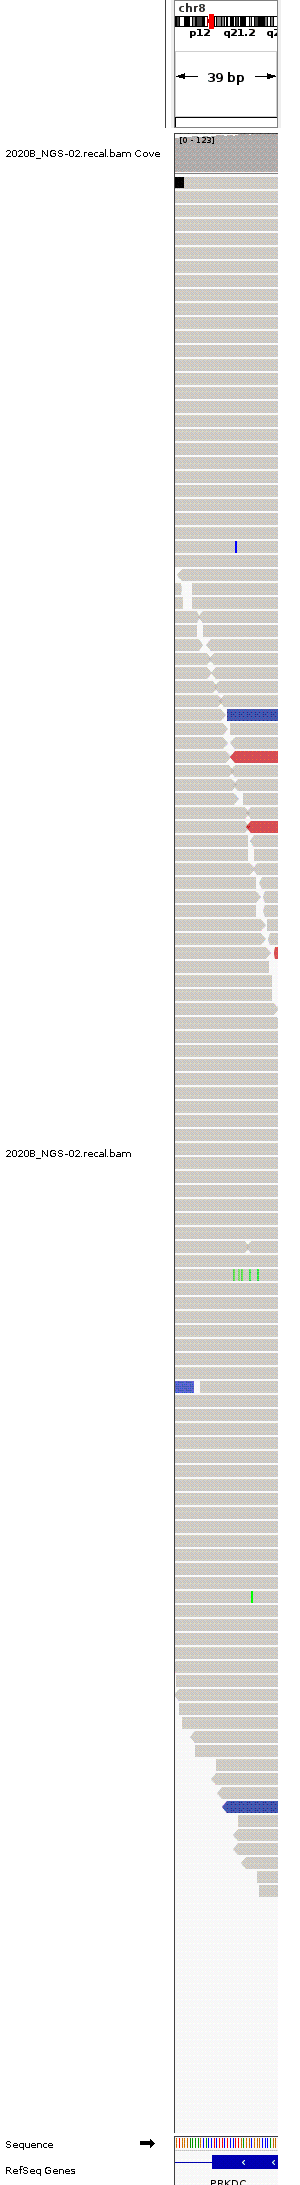 chr8
p12 q21.2 q2
39 bp
[0 - 123]
2020B_NGS-02.recal.bam Cove
2020B_NGS-02.recal.bam
Sequence
RefSeq Genes
PRKDC